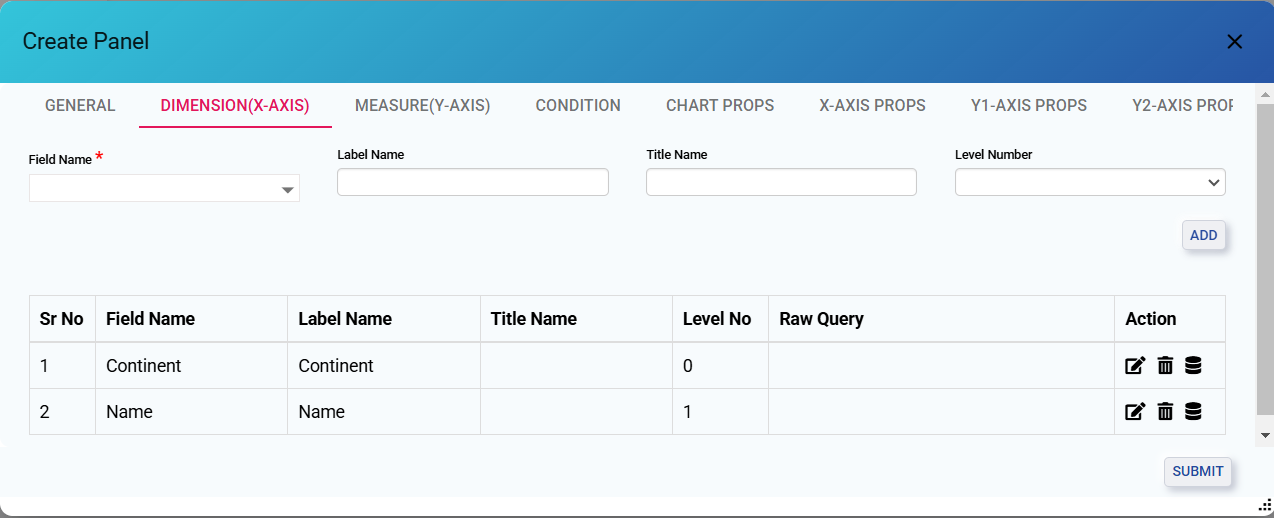 Create Panel
GENERAL DIMENSION(X-AXIS) MEASURE(Y-AXIS) CONDITION CHART PROPS X-AXIS PROPS Y1-AXIS PROPS Y2-AXIS PROP
Field Name * Label Name Title Name Level Number
ADD
Sr No Field Name Label Name Title Name Level No Raw Query Action
1 Continent Continent 0
2 Name Name 1
SUBMIT